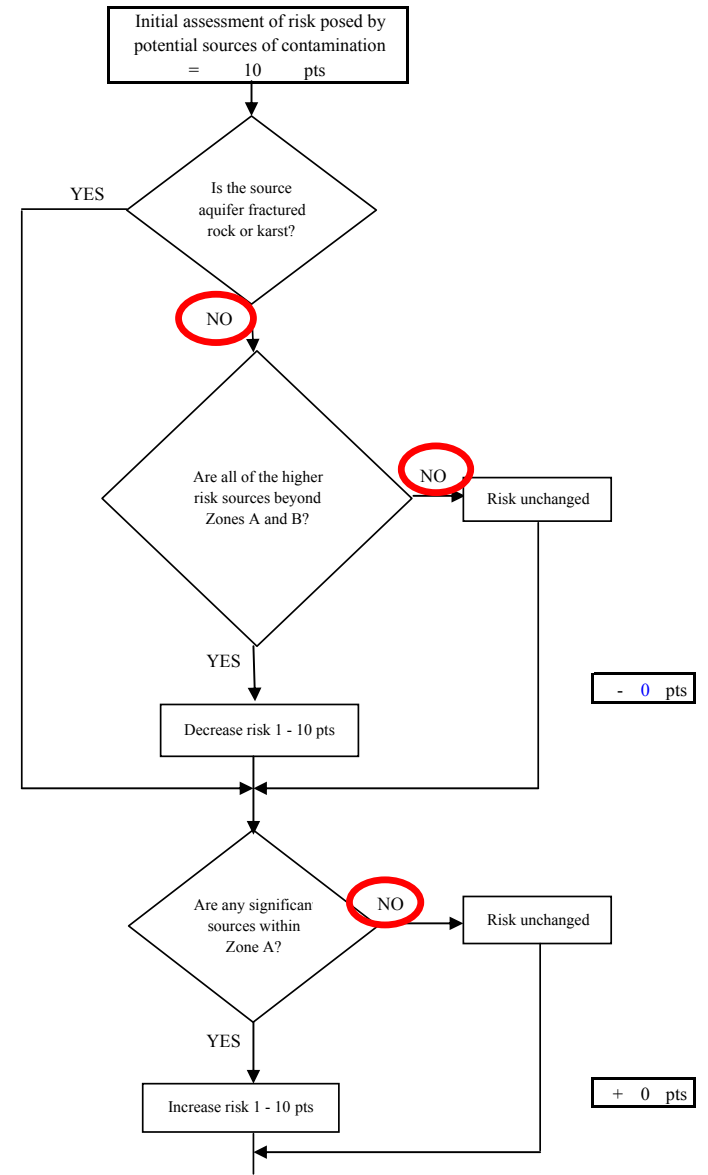 Initial assessment of risk posed by
potential sources of contamination
= 10 pts
YES
Is the source
aquifer fractured
rock or karst?
NO
Are all of the higher
risk sources beyond
Zones A and B?
NO
Risk unchanged
YES
- 0 pts
Decrease risk 1 - 10 pts
Are any significan
sources within
Zone A?
NO
Risk unchanged
YES
+ 0 pts
Increase risk 1 - 10 pts